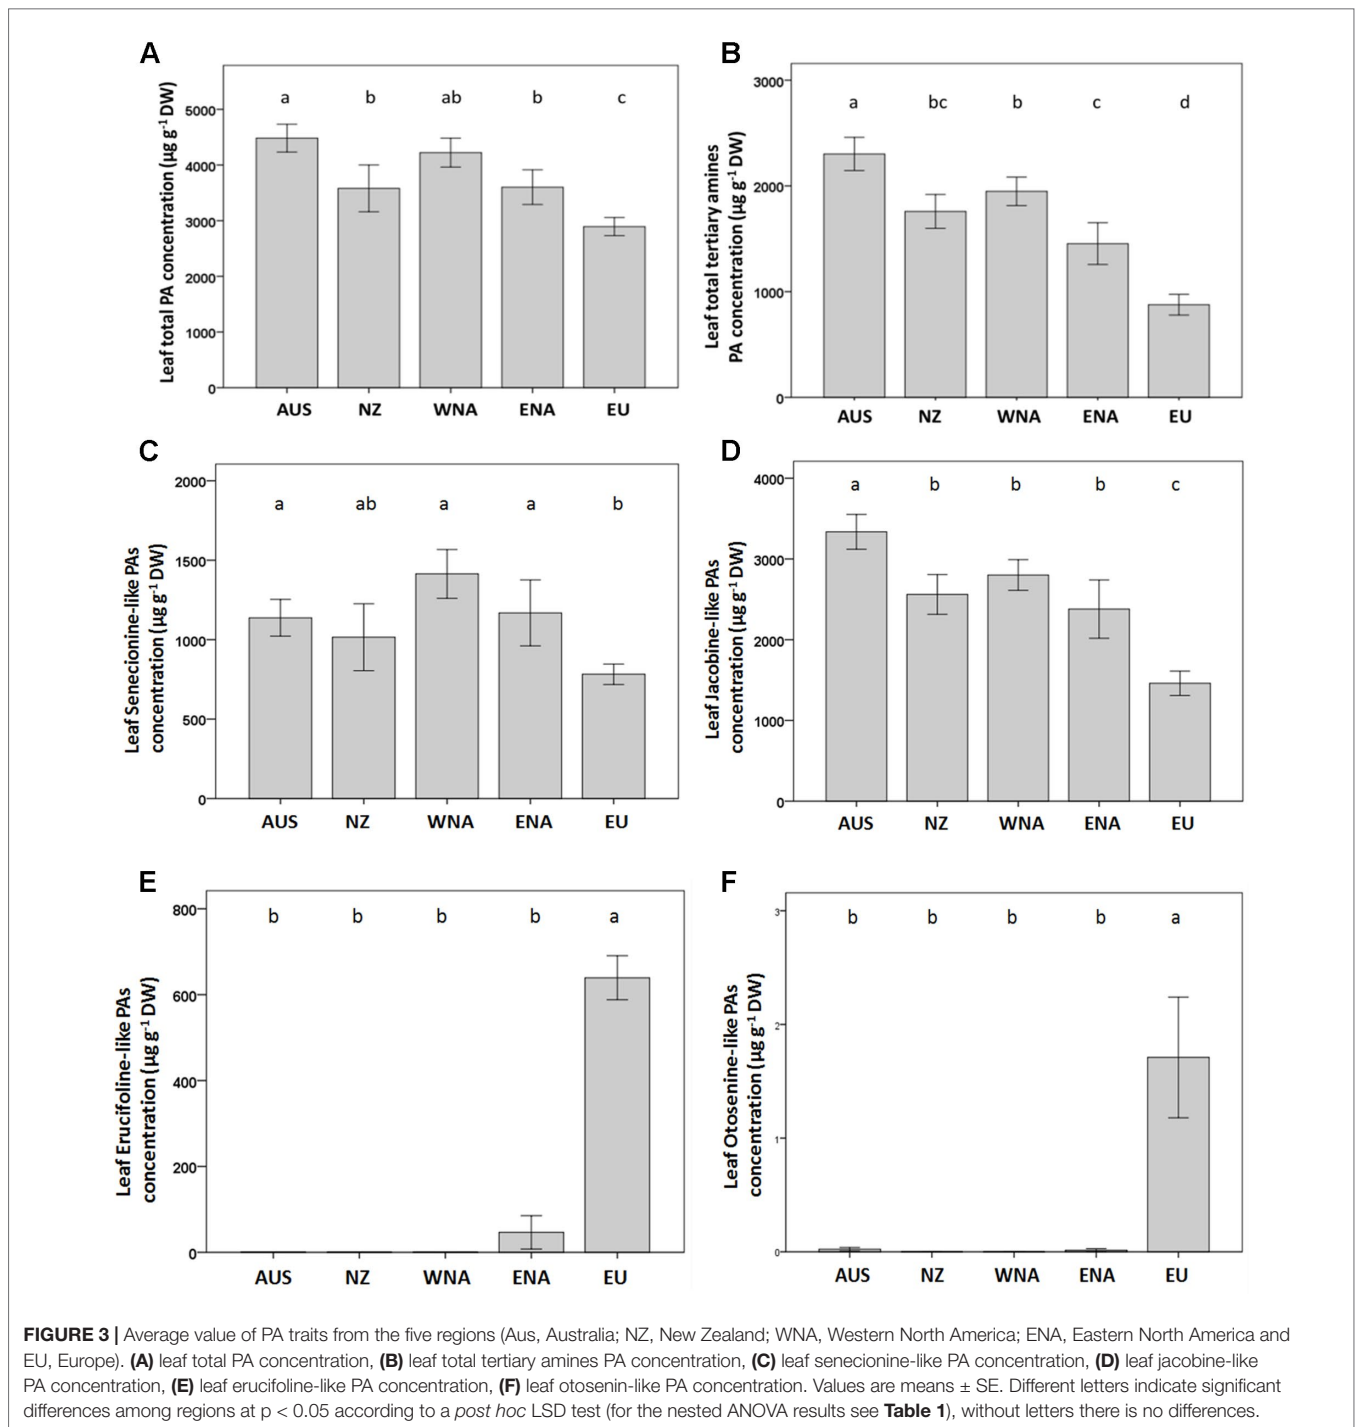 A
Leaf total PA concentration (µg g-1 DW)
5000
4000
3000
2000
1000
0
a b ab b c
AUS NZ WNA ENA EU
B
Leaf total tertiary amines
PA concentration (µg g-1 DW)
3000
2000
1000
0
a bc b c d
AUS NZ WNA ENA EU
C
Leaf Senecionine-like PAs
concentration (µg g-1 DW)
2000
1500
1000
500
0
a ab a a b
AUS NZ WNA ENA EU
D
Leaf Jacobine-like PAs
concentration (µg g-1 DW)
4000
3000
2000
1000
0
a b b b c
AUS NZ WNA ENA EU
E
Leaf Erucifoline-like PAs
concentration (µg g-1 DW)
800
600
400
200
0
b b b b a
AUS NZ WNA ENA EU
F
Leaf Otosenine-like PAs
concentration (µg g-1 DW)
3
2
1
0
b b b b a
AUS NZ WNA ENA EU
FIGURE 3 | Average value of PA traits from the five regions (Aus, Australia; NZ, New Zealand; WNA, Western North America; ENA, Eastern North America and
EU, Europe). (A) leaf total PA concentration, (B) leaf total tertiary amines PA concentration, (C) leaf senecionine-like PA concentration, (D) leaf jacobine-like
PA concentration, (E) leaf erucifoline-like PA concentration, (F) leaf otosenin-like PA concentration. Values are means ± SE. Different letters indicate significant
differences among regions at p < 0.05 according to a post hoc LSD test (for the nested ANOVA results see Table 1), without letters there is no differences.